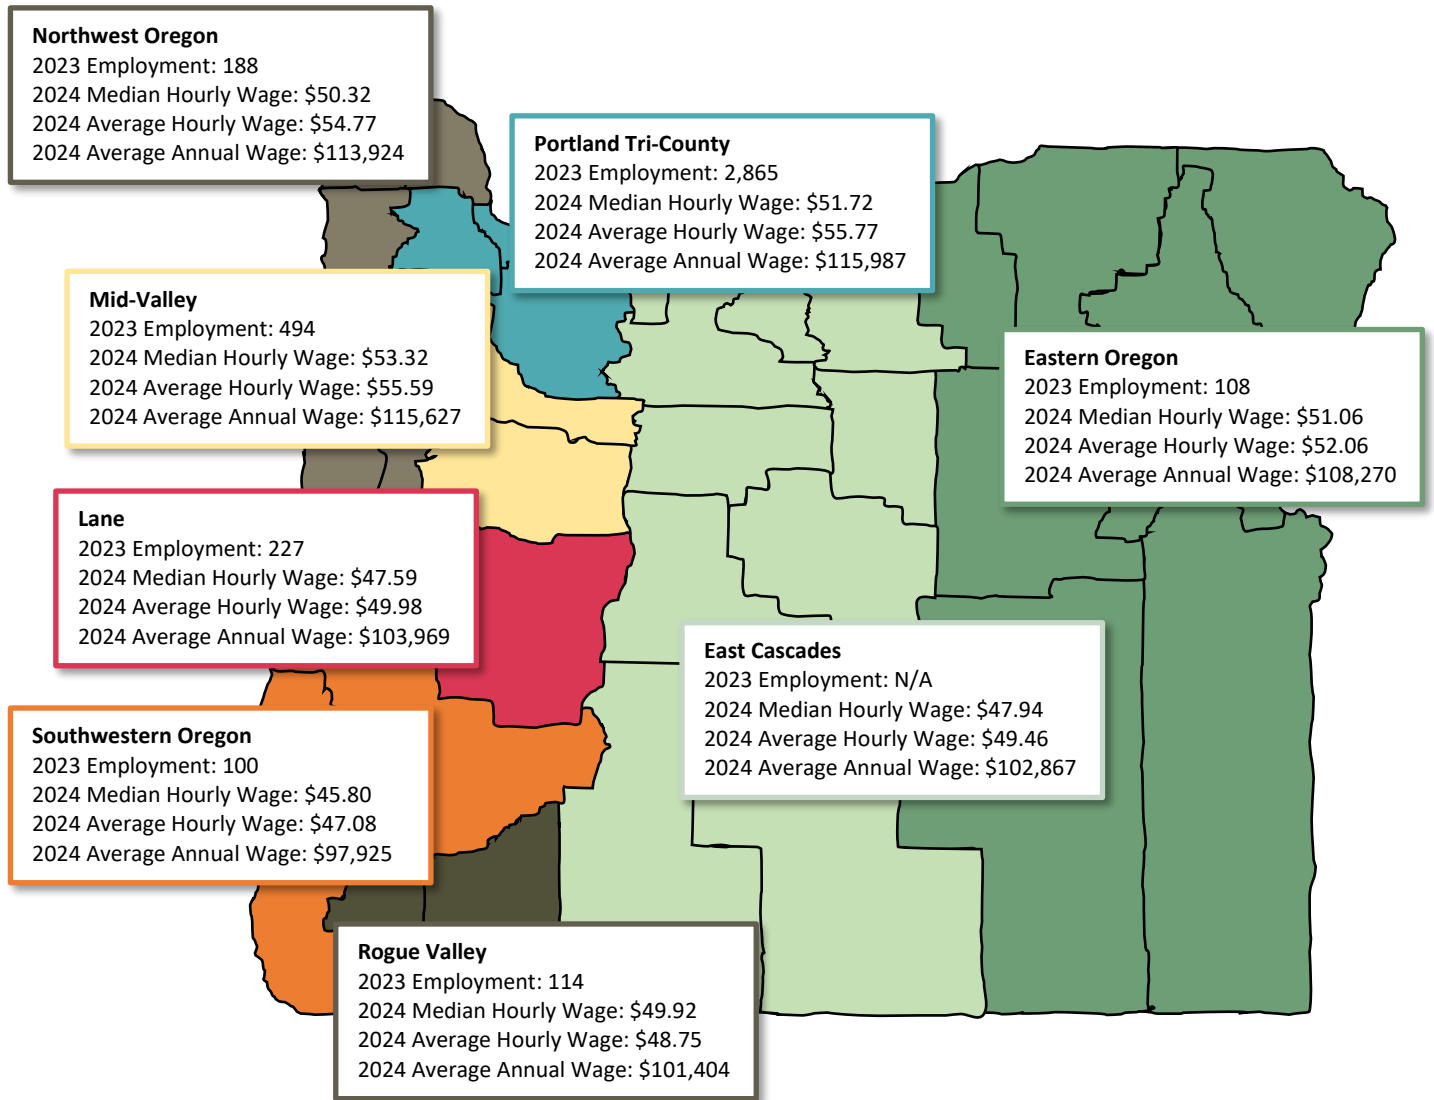 Northwest Oregon
2023 Employment: 188
2024 Median Hourly Wage: $50.32
2024 Average Hourly Wage: $54.77
2024 Average Annual Wage: $113,924
Portland Tri-County
2023 Employment: 2,865
2024 Median Hourly Wage: $51.72
2024 Average Hourly Wage: $55.77
2024 Average Annual Wage: $115,987
Mid-Valley
2023 Employment: 494
2024 Median Hourly Wage: $53.32
2024 Average Hourly Wage: $55.59
2024 Average Annual Wage: $115,627
Eastern Oregon
2023 Employment: 108
2024 Median Hourly Wage: $51.06
2024 Average Hourly Wage: $52.06
2024 Average Annual Wage: $108,270
Lane
2023 Employment: 227
2024 Median Hourly Wage: $47.59
2024 Average Hourly Wage: $49.98
2024 Average Annual Wage: $103,969
East Cascades
2023 Employment: N/A
2024 Median Hourly Wage: $47.94
2024 Average Hourly Wage: $49.46
2024 Average Annual Wage: $102,867
Southwestern Oregon
2023 Employment: 100
2024 Median Hourly Wage: $45.80
2024 Average Hourly Wage: $47.08
2024 Average Annual Wage: $97,925
Rogue Valley
2023 Employment: 114
2024 Median Hourly Wage: $49.92
2024 Average Hourly Wage: $48.75
2024 Average Annual Wage: $101,404